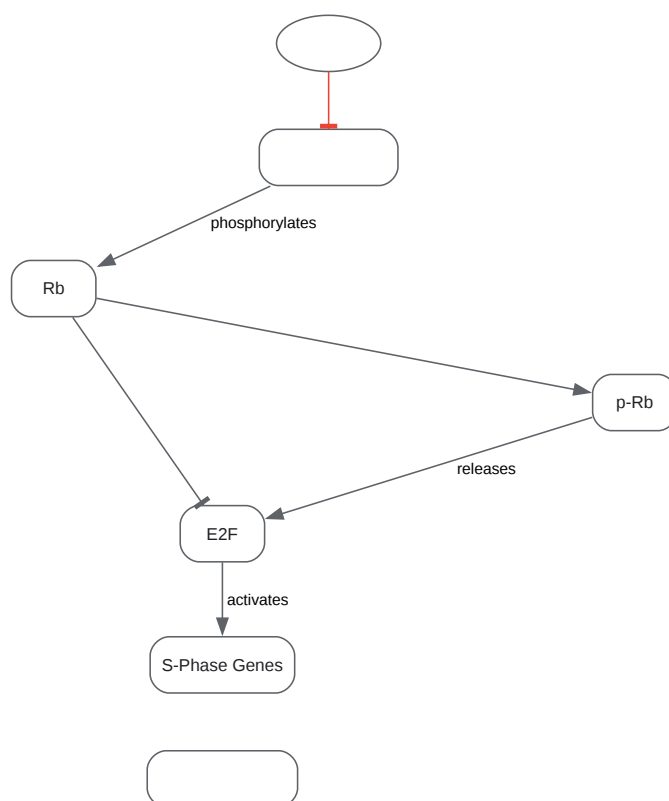 phosphorylates
Rb
p-Rb
releases
E2F
activates
S-Phase Genes